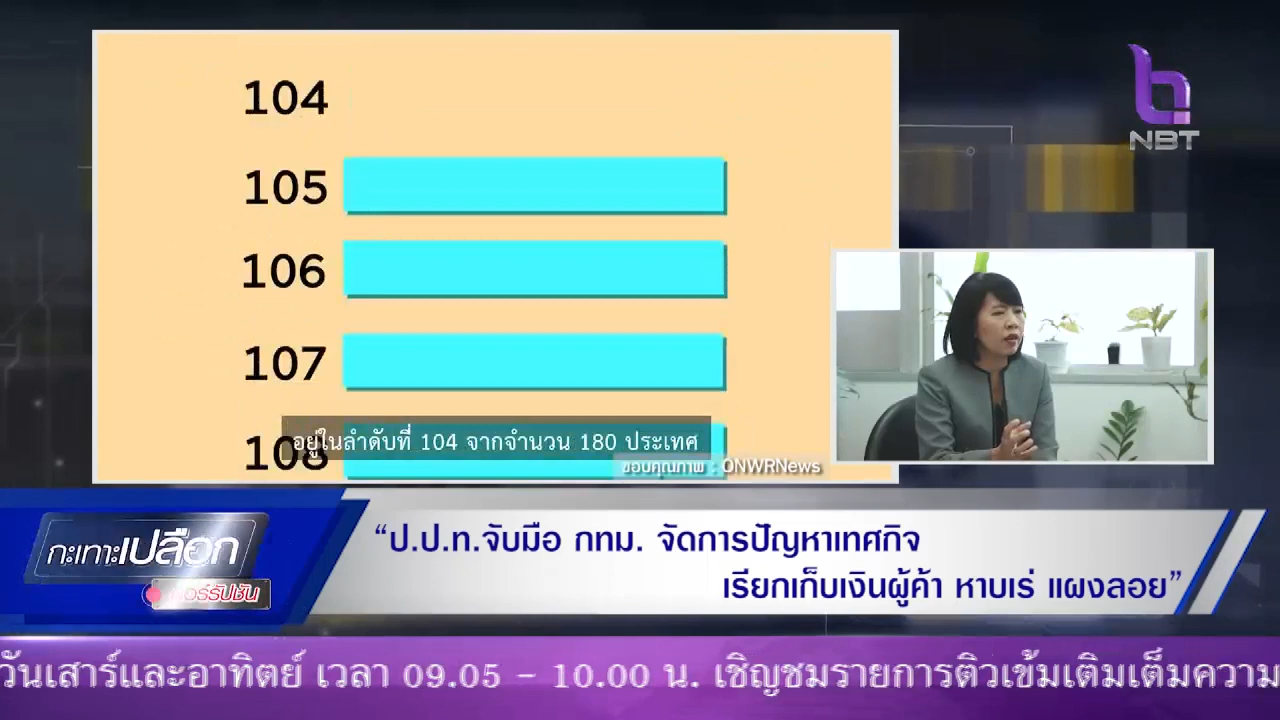 104
105
106
107
108
อยู่ในลำดับที่ 104 จากจำนวน 180 ประเทศ
ขอบคุณภาพ : ONWRNews
NBT
กะเทาะเปลือก
คอร์รัปชัน
“ป.ป.ท.จับมือ กทม. จัดการปัญหาเทศกิจ
เรียกเก็บเงินผู้ค้า หาบเร่ แผงลอย”
วันเสาร์และอาทิตย์ เวลา 09.05 - 10.00 น. เชิญชมรายการติวเข้มเติมเต็มความ